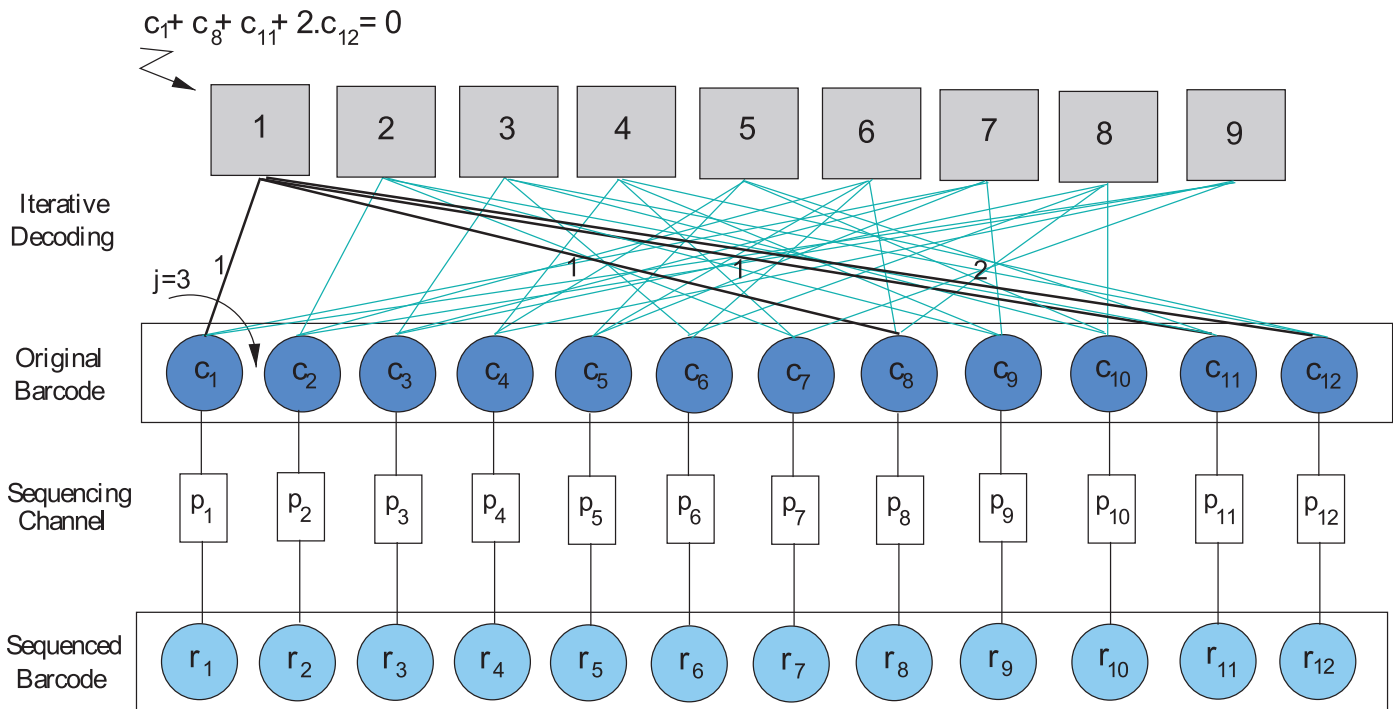 c1+ c8+ c11+ 2.c12= 0
1 2 3 4 5 6 7 8 9
Iterative
Decoding
1 1 1 2
j=3
Original
Barcode
c1 c2 c3 c4 c5 c6 c7 c8 c9 c10 c11 c12
Sequencing
Channel
p1 p2 p3 p4 p5 p6 p7 p8 p9 p10 p11 p12
Sequenced
Barcode
r1 r2 r3 r4 r5 r6 r7 r8 r9 r10 r11 r12